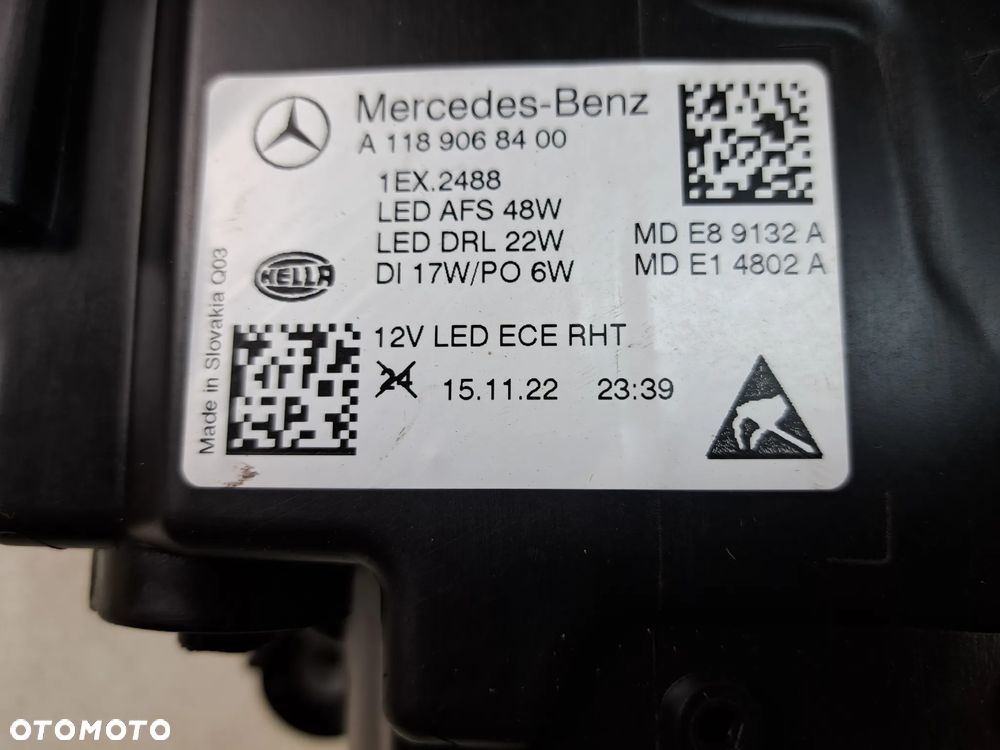 Mercedes-Benz
A 118 906 84 00
1EX.2488
LED AFS 48W
LED DRL 22W
DI 17W/PO 6W
MD E8 9132 A
MD E1 4802 A
HELLA
Made in Slovakia Q03
12V LED ECE RHT
24 15.11.22 23:39
OTOMOTO